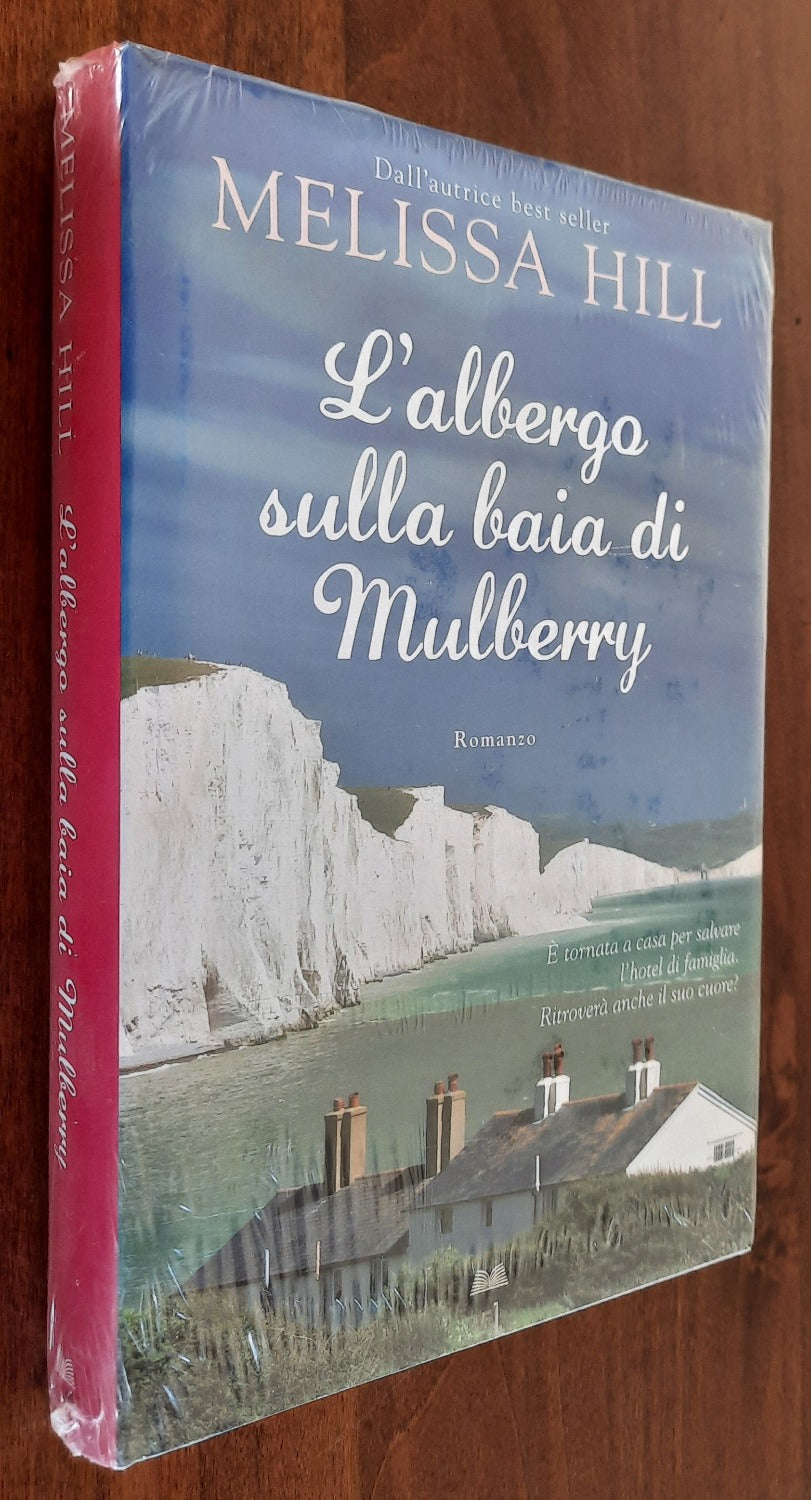 Dall'autrice best seller
MELISSA HILL
L'albergo
sulla baia di
Mulberry
Romanzo
È tornata a casa per salvare
l'hotel di famiglia.
Ritroverà anche il suo cuore?
MELISSA HILL L'albergo sulla baia di Mulberry